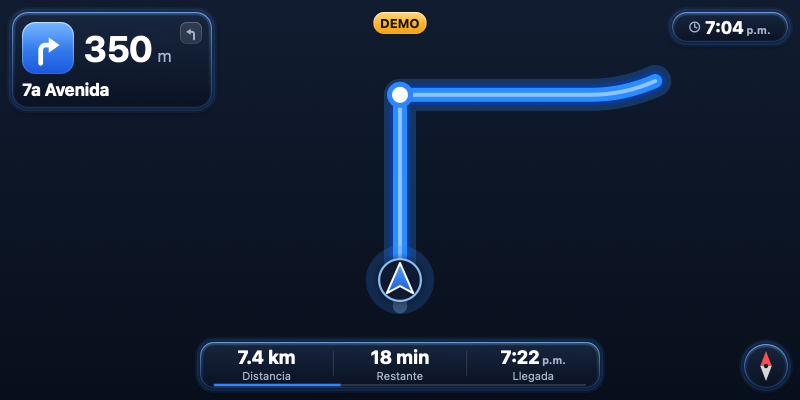 350 m
7a Avenida
DEMO
7:04 p.m.
7.4 km
Distancia
18 min
Restante
7:22 p.m.
Llegada